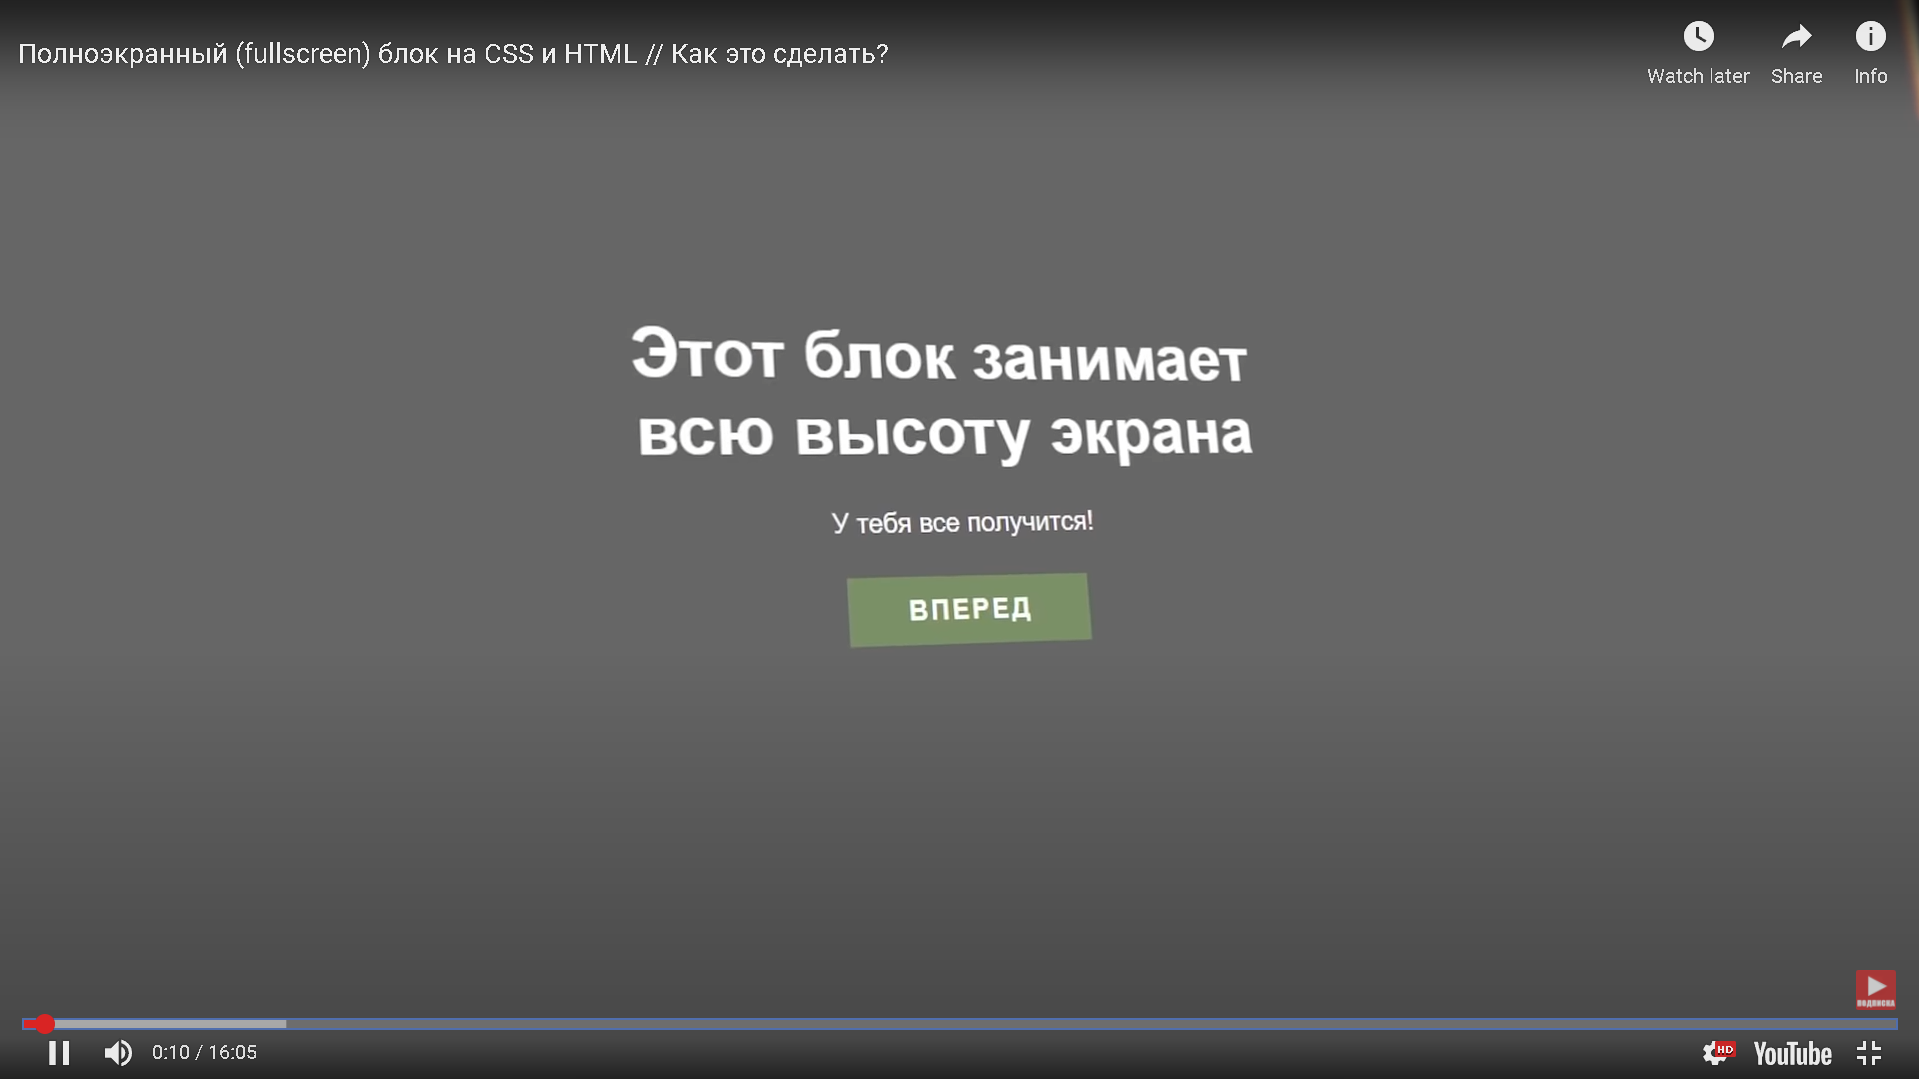 Полноэкранный (fullscreen) блок на CSS и HTML // Как это сделать?
Watch later
Share
Info
Этот блок занимает
всю высоту экрана
У тебя все получится!
ВПЕРЕД
ПОДПИСКА
0:10 / 16:05
HD
YouTube